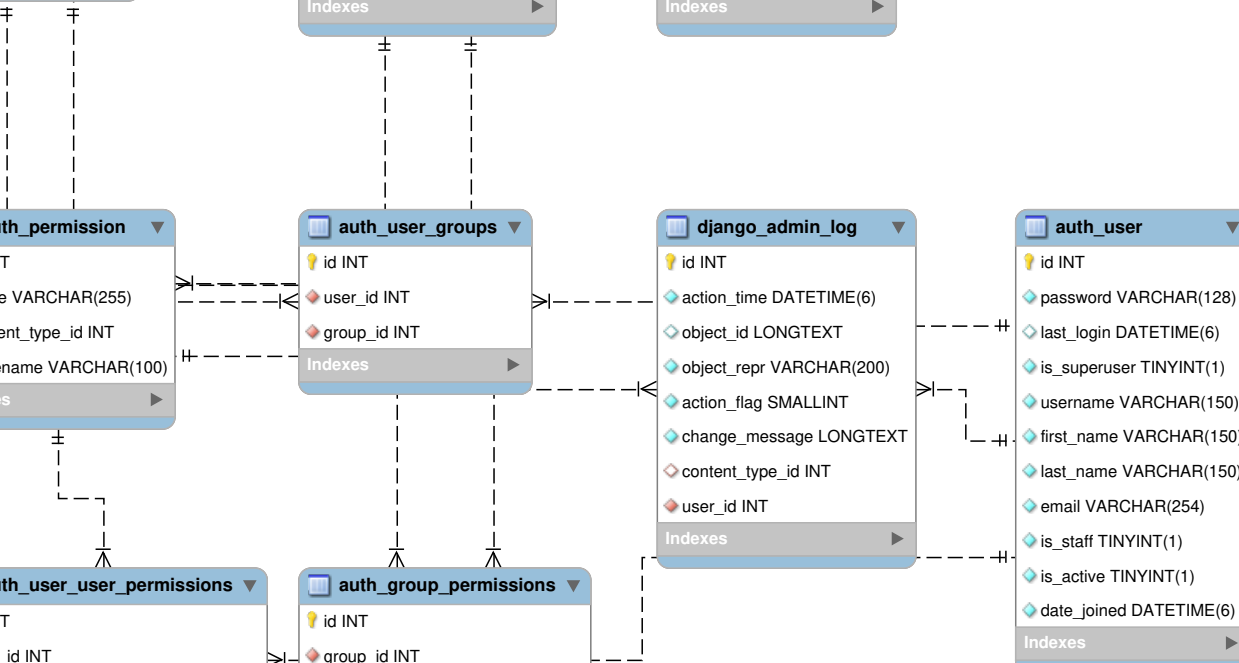 Indexes
Indexes
th_permission
T
e VARCHAR(255)
ent_type_id INT
ename VARCHAR(100)
s
auth_user_groups
id INT
user_id INT
group_id INT
Indexes
django_admin_log
id INT
action_time DATETIME(6)
object_id LONGTEXT
object_repr VARCHAR(200)
action_flag SMALLINT
change_message LONGTEXT
content_type_id INT
user_id INT
Indexes
auth_user
id INT
password VARCHAR(128)
last_login DATETIME(6)
is_superuser TINYINT(1)
username VARCHAR(150)
first_name VARCHAR(150)
last_name VARCHAR(150)
email VARCHAR(254)
is_staff TINYINT(1)
is_active TINYINT(1)
date_joined DATETIME(6)
Indexes
th_user_user_permissions
T
id INT
auth_group_permissions
id INT
group_id INT